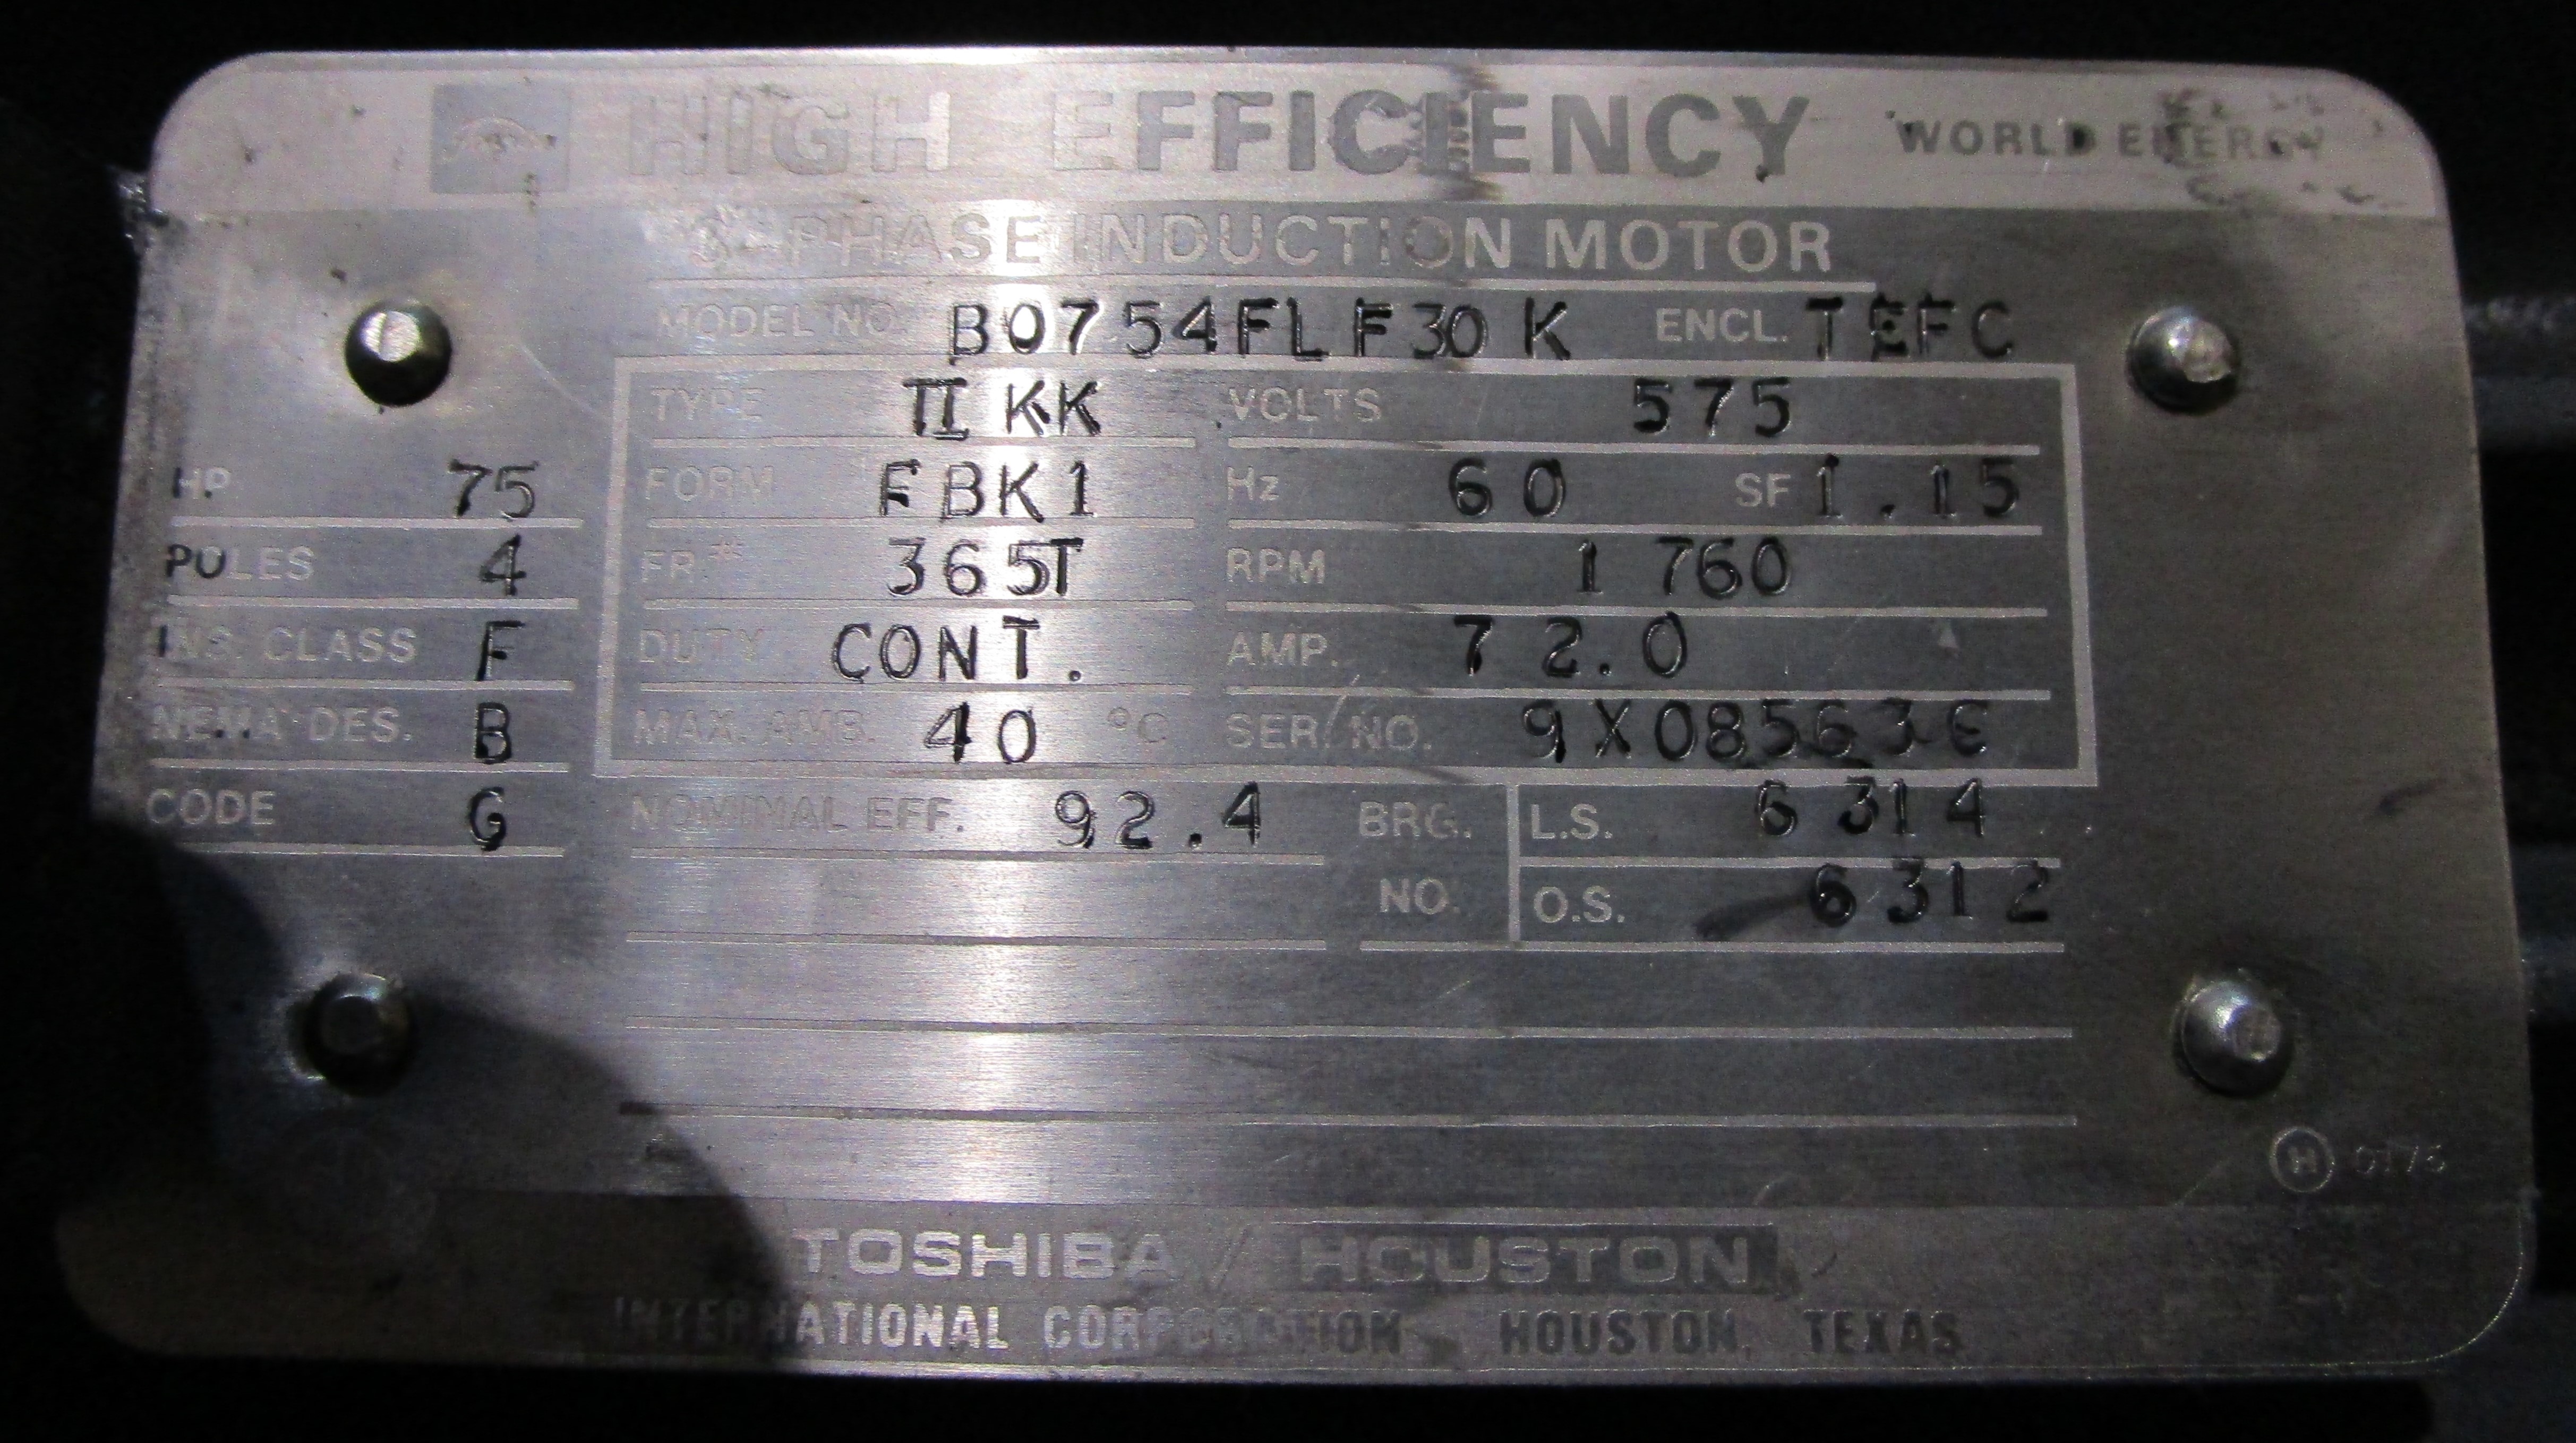 HIGH EFFICIENCY WORLD ENERGY
3-PHASE INDUCTION MOTOR
MODEL NO. B0754FLF30K ENCL. TEFC
TYPE TIKK VOLTS 575
HP 75 FORM FBK1 Hz 60 SF 1.15
POLES 4 FR# 365T RPM 1760
INS. CLASS F DUTY CONT. AMP. 72.0
NEMA DES. B MAX. AMB. 40 °C SER. NO.
CODE G NOMINAL EFF. 92.4 BRG. L.S. 6314
NO. O.S. 6312
H
TOSHIBA / HOUSTON
INTERNATIONAL CORPORATION HOUSTON, TEXAS